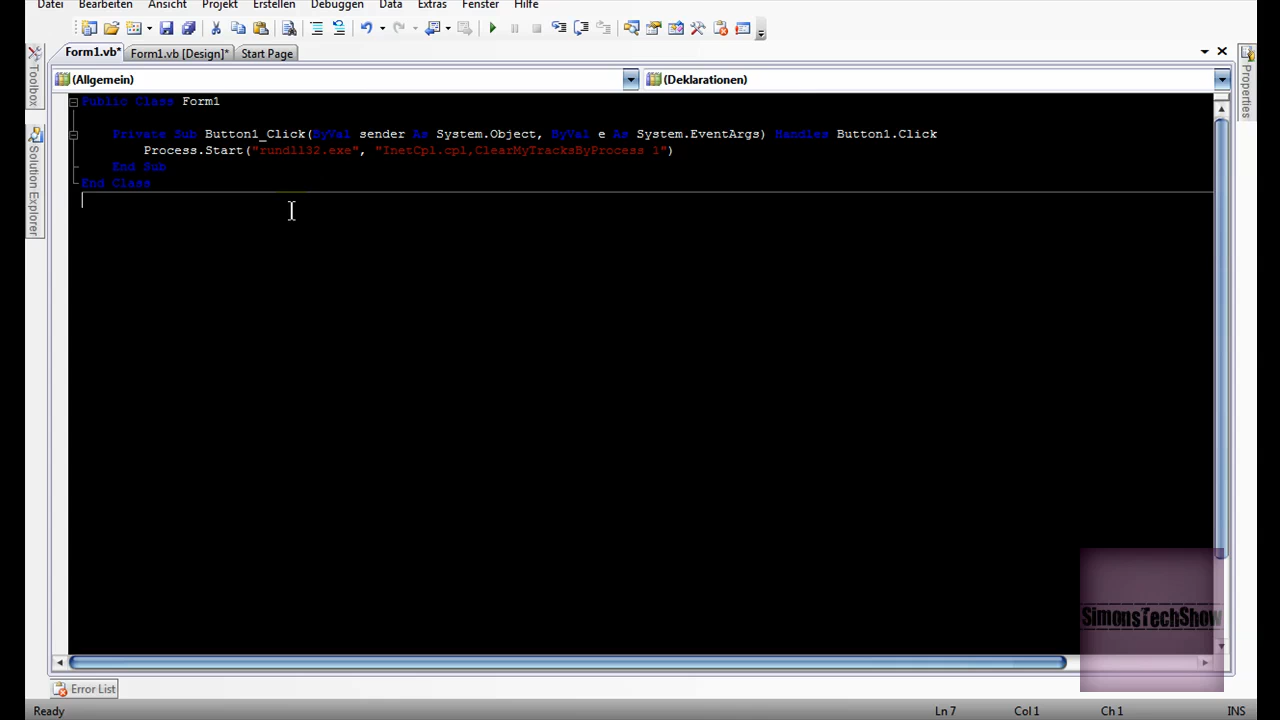 Datei Bearbeiten Ansicht Projekt Erstellen Debuggen Data Extras Fenster Hilfe
Form1.vb* Form1.vb [Design]* Start Page
(Allgemein) (Deklarationen)
Public Class Form1
Private Sub Button1_Click(ByVal sender As System.Object, ByVal e As System.EventArgs) Handles Button1.Click
Process.Start("rundll32.exe", "InetCpl.cpl,ClearMyTracksByProcess 1")
End Sub
End Class
Toolbox
Solution Explorer
Properties
SimonsTechShow
Error List
Ready Ln 7 Col 1 Ch 1 INS